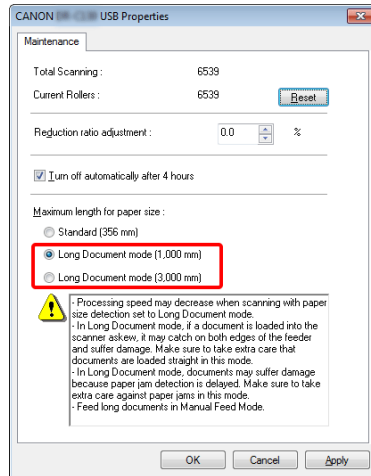 CANON USB Properties
Maintenance
Total Scanning : 6539
Current Rollers : 6539 Reset
Reduction ratio adjustment : 0.0 %
Turn off automatically after 4 hours
Maximum length for paper size :
Standard (356 mm)
Long Document mode (1,000 mm)
Long Document mode (3,000 mm)
- Processing speed may decrease when scanning with paper
size detection set to Long Document mode.
- In Long Document mode, if a document is loaded into the
scanner askew, it may catch on both edges of the feeder
and suffer damage. Make sure to take extra care that
documents are loaded straight in this mode.
- In Long Document mode, documents may suffer damage
because paper jam detection is delayed. Make sure to take
extra care against paper jams in this mode.
- Feed long documents in Manual Feed Mode.
OK Cancel Apply